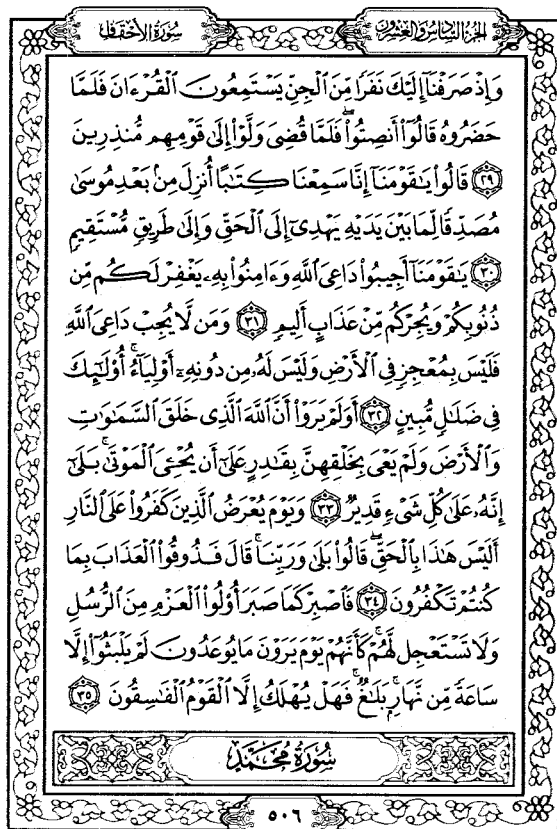 الجزء السادس والعشرون
سورة الأحقاف
وَإِذْ صَرَفْنَآ إِلَيْكَ نَفَرًا مِّنَ ٱلْجِنِّ يَسْتَمِعُونَ ٱلْقُرْءَانَ فَلَمَّا
حَضَرُوهُ قَالُوٓا۟ أَنصِتُوا۟ ۖ فَلَمَّا قُضِىَ وَلَّوْا۟ إِلَىٰ قَوْمِهِم مُّنذِرِينَ
٢٩ قَالُوا۟ يَٰقَوْمَنَآ إِنَّا سَمِعْنَا كِتَٰبًا أُنزِلَ مِنۢ بَعْدِ مُوسَىٰ
مُصَدِّقًا لِّمَا بَيْنَ يَدَيْهِ يَهْدِىٓ إِلَى ٱلْحَقِّ وَإِلَىٰ طَرِيقٍ مُّسْتَقِيمٍ
٣٠ يَٰقَوْمَنَآ أَجِيبُوا۟ دَاعِىَ ٱللَّهِ وَءَامِنُوا۟ بِهِۦ يَغْفِرْ لَكُم مِّن
ذُنُوبِكُمْ وَيُجِرْكُم مِّنْ عَذَابٍ أَلِيمٍ ٣١ وَمَن لَّا يُجِبْ دَاعِىَ ٱللَّهِ
فَلَيْسَ بِمُعْجِزٍ فِى ٱلْأَرْضِ وَلَيْسَ لَهُۥ مِن دُونِهِۦٓ أَوْلِيَآءُ ۚ أُو۟لَٰٓئِكَ
فِى ضَلَٰلٍ مُّبِينٍ ٣٢ أَوَلَمْ يَرَوْا۟ أَنَّ ٱللَّهَ ٱلَّذِى خَلَقَ ٱلسَّمَٰوَٰتِ
وَٱلْأَرْضَ وَلَمْ يَعْىَ بِخَلْقِهِنَّ بِقَٰدِرٍ عَلَىٰٓ أَن يُحْۦِىَ ٱلْمَوْتَىٰ ۚ بَلَىٰٓ
إِنَّهُۥ عَلَىٰ كُلِّ شَىْءٍ قَدِيرٌ ٣٣ وَيَوْمَ يُعْرَضُ ٱلَّذِينَ كَفَرُوا۟ عَلَى ٱلنَّارِ
أَلَيْسَ هَٰذَا بِٱلْحَقِّ ۖ قَالُوا۟ بَلَىٰ وَرَبِّنَا ۚ قَالَ فَذُوقُوا۟ ٱلْعَذَابَ بِمَا
كُنتُمْ تَكْفُرُونَ ٣٤ فَٱصْبِرْ كَمَا صَبَرَ أُو۟لُوا۟ ٱلْعَزْمِ مِنَ ٱلرُّسُلِ
وَلَا تَسْتَعْجِل لَّهُمْ ۚ كَأَنَّهُمْ يَوْمَ يَرَوْنَ مَا يُوعَدُونَ لَمْ يَلْبَثُوٓا۟ إِلَّا
سَاعَةً مِّن نَّهَارٍۭ ۚ بَلَٰغٌ ۚ فَهَلْ يُهْلَكُ إِلَّا ٱلْقَوْمُ ٱلْفَٰسِقُونَ ٣٥
سُورَةُ مُحَمَّدٍ
٥٠٦